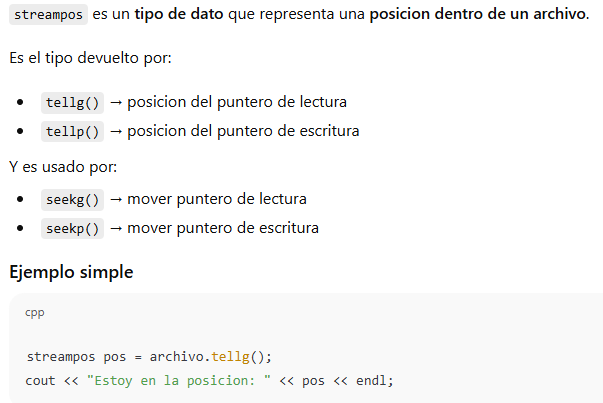 streampos es un tipo de dato que representa una posicion dentro de un archivo.
Es el tipo devuelto por:
• tellg() → posicion del puntero de lectura
• tellp() → posicion del puntero de escritura
Y es usado por:
• seekg() → mover puntero de lectura
• seekp() → mover puntero de escritura
Ejemplo simple
cpp
streampos pos = archivo.tellg();
cout << "Estoy en la posicion: " << pos << endl;